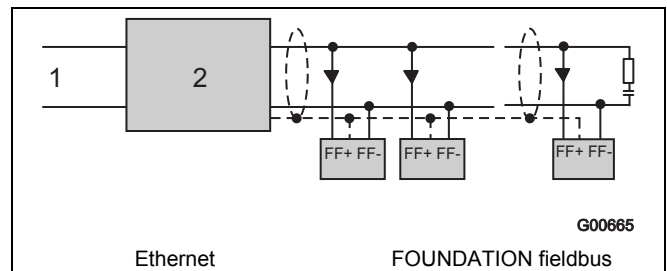 1 2
FF+ FF- FF+ FF- FF+ FF-
G00665
Ethernet FOUNDATION fieldbus